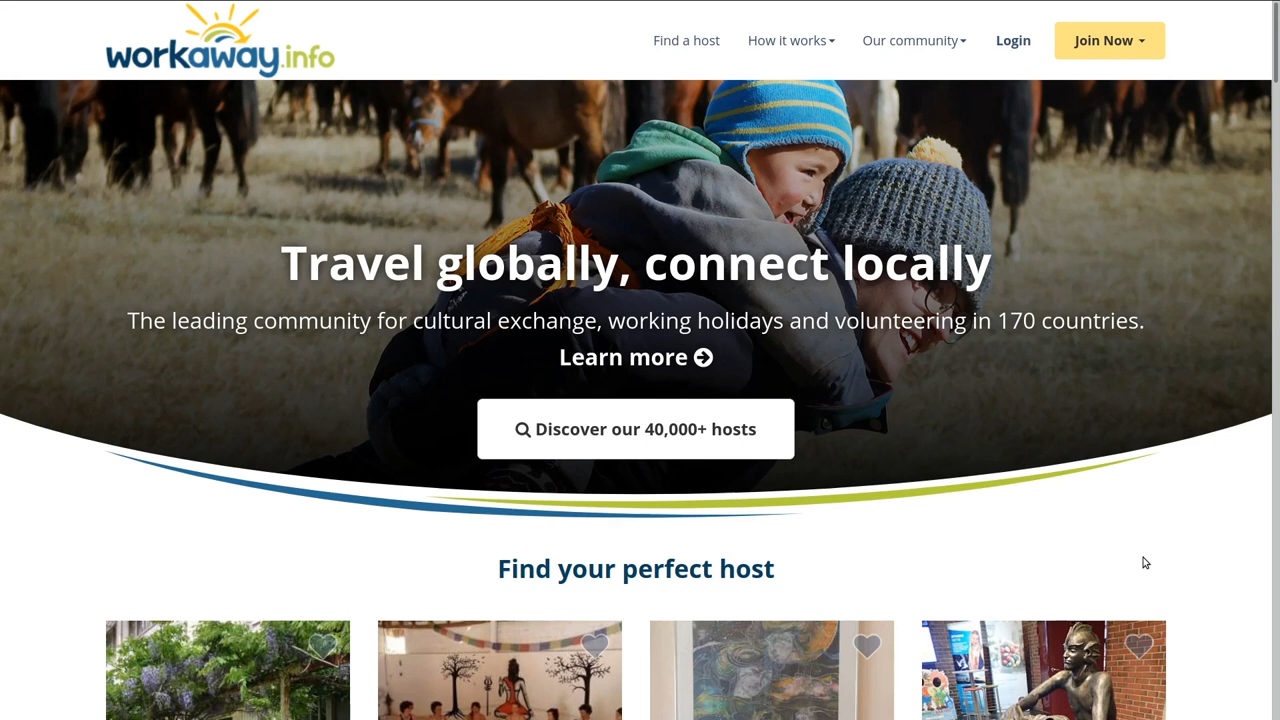 workaway.info
Find a host
How it works
Our community
Login
Join Now
Travel globally, connect locally
The leading community for cultural exchange, working holidays and volunteering in 170 countries.
Learn more
Discover our 40,000+ hosts
Find your perfect host